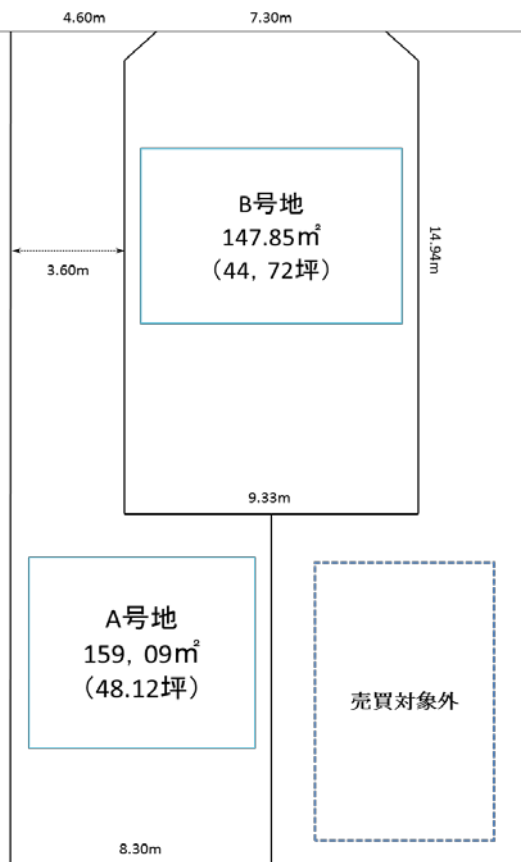 4.60m
7.30m
B号地
147.85㎡
（44，72坪）
3.60m
14.94m
9.33m
A号地
159，09㎡
（48.12坪）
売買対象外
8.30m